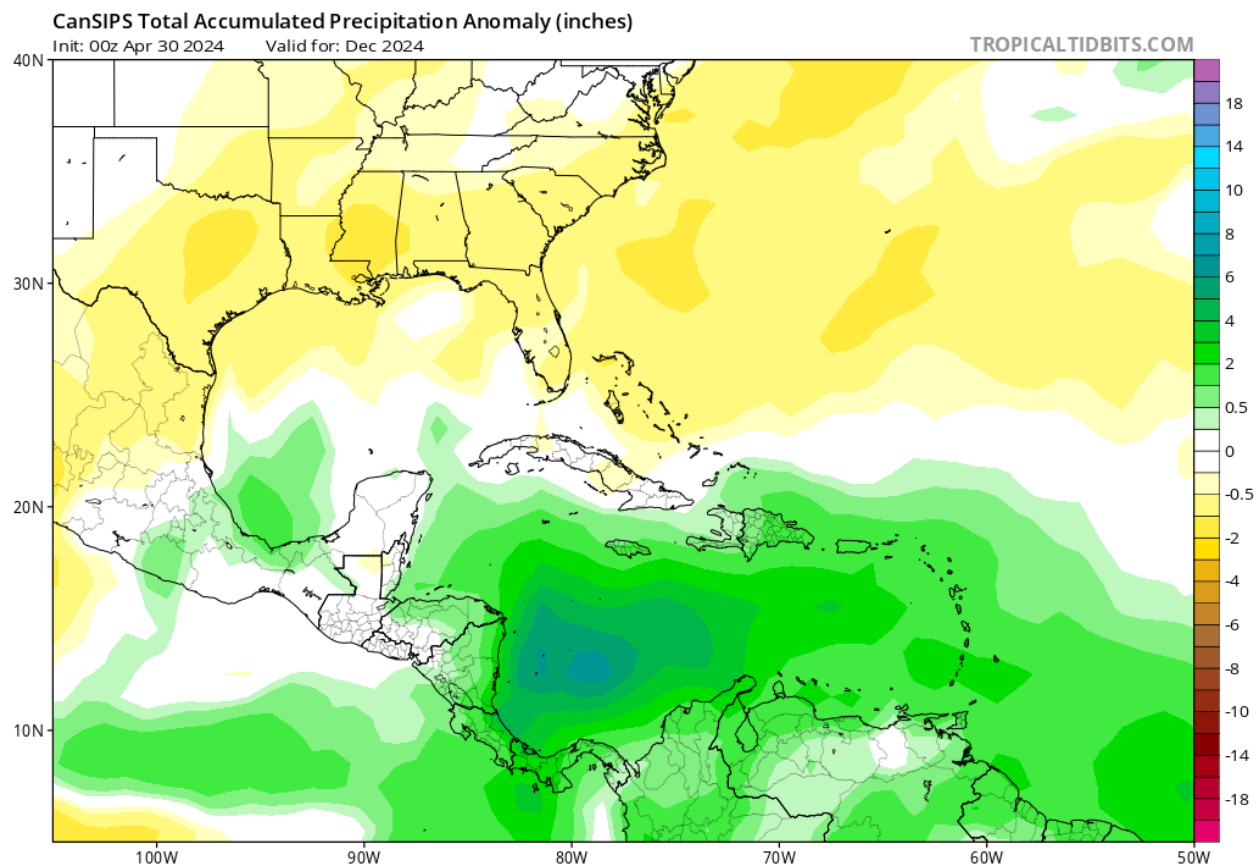 CanSIPS Total Accumulated Precipitation Anomaly (inches)
Init: 00z Apr 30 2024 Valid for: Dec 2024
TROPICALTIDBITS.COM
40N
30N
20N
10N
100W
90W
80W
70W
60W
50W
18
14
10
8
6
4
2
0.5
0
-0.5
-2
-4
-6
-8
-10
-14
-18